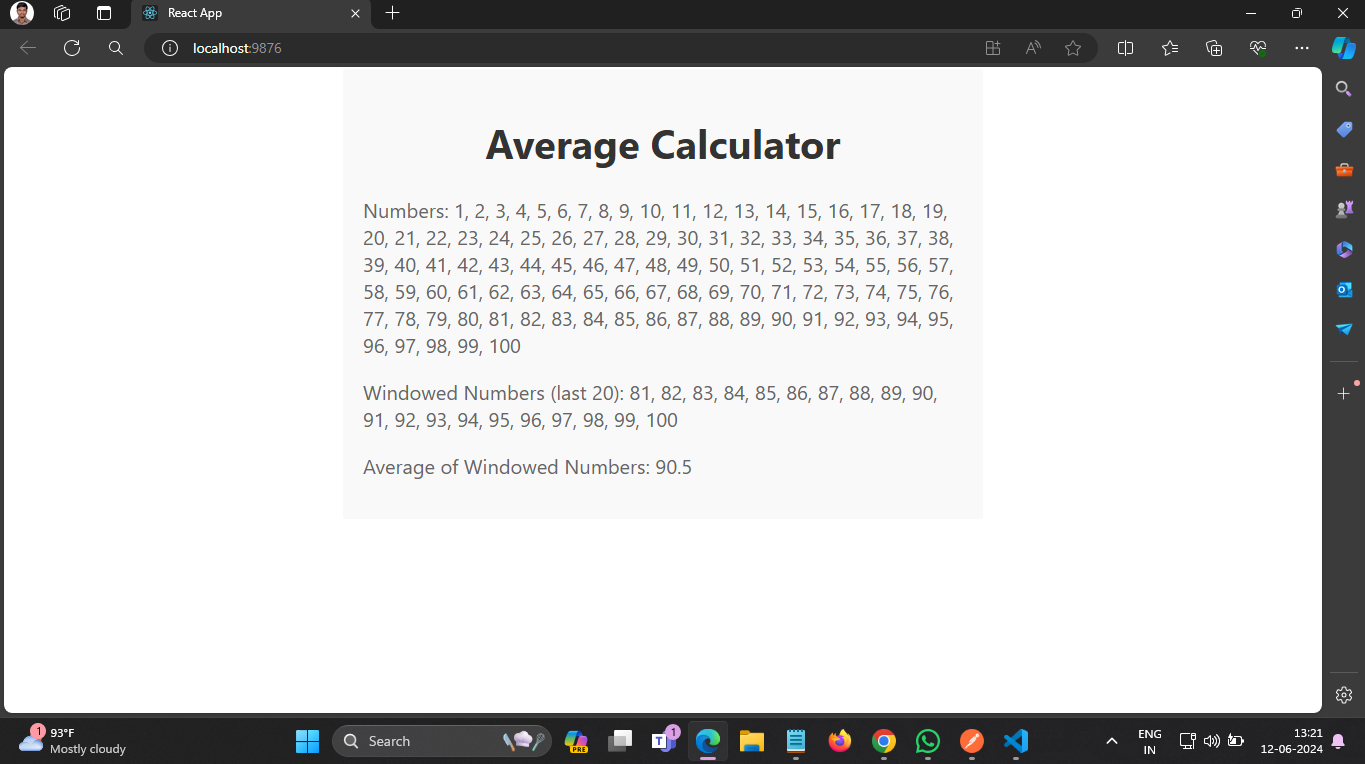 React App
localhost:9876
Average Calculator
Numbers: 1, 2, 3, 4, 5, 6, 7, 8, 9, 10, 11, 12, 13, 14, 15, 16, 17, 18, 19,
20, 21, 22, 23, 24, 25, 26, 27, 28, 29, 30, 31, 32, 33, 34, 35, 36, 37, 38,
39, 40, 41, 42, 43, 44, 45, 46, 47, 48, 49, 50, 51, 52, 53, 54, 55, 56, 57,
58, 59, 60, 61, 62, 63, 64, 65, 66, 67, 68, 69, 70, 71, 72, 73, 74, 75, 76,
77, 78, 79, 80, 81, 82, 83, 84, 85, 86, 87, 88, 89, 90, 91, 92, 93, 94, 95,
96, 97, 98, 99, 100
Windowed Numbers (last 20): 81, 82, 83, 84, 85, 86, 87, 88, 89, 90,
91, 92, 93, 94, 95, 96, 97, 98, 99, 100
Average of Windowed Numbers: 90.5
1
93°F
Mostly cloudy
Search
PRE
1
ENG
IN
13:21
12-06-2024